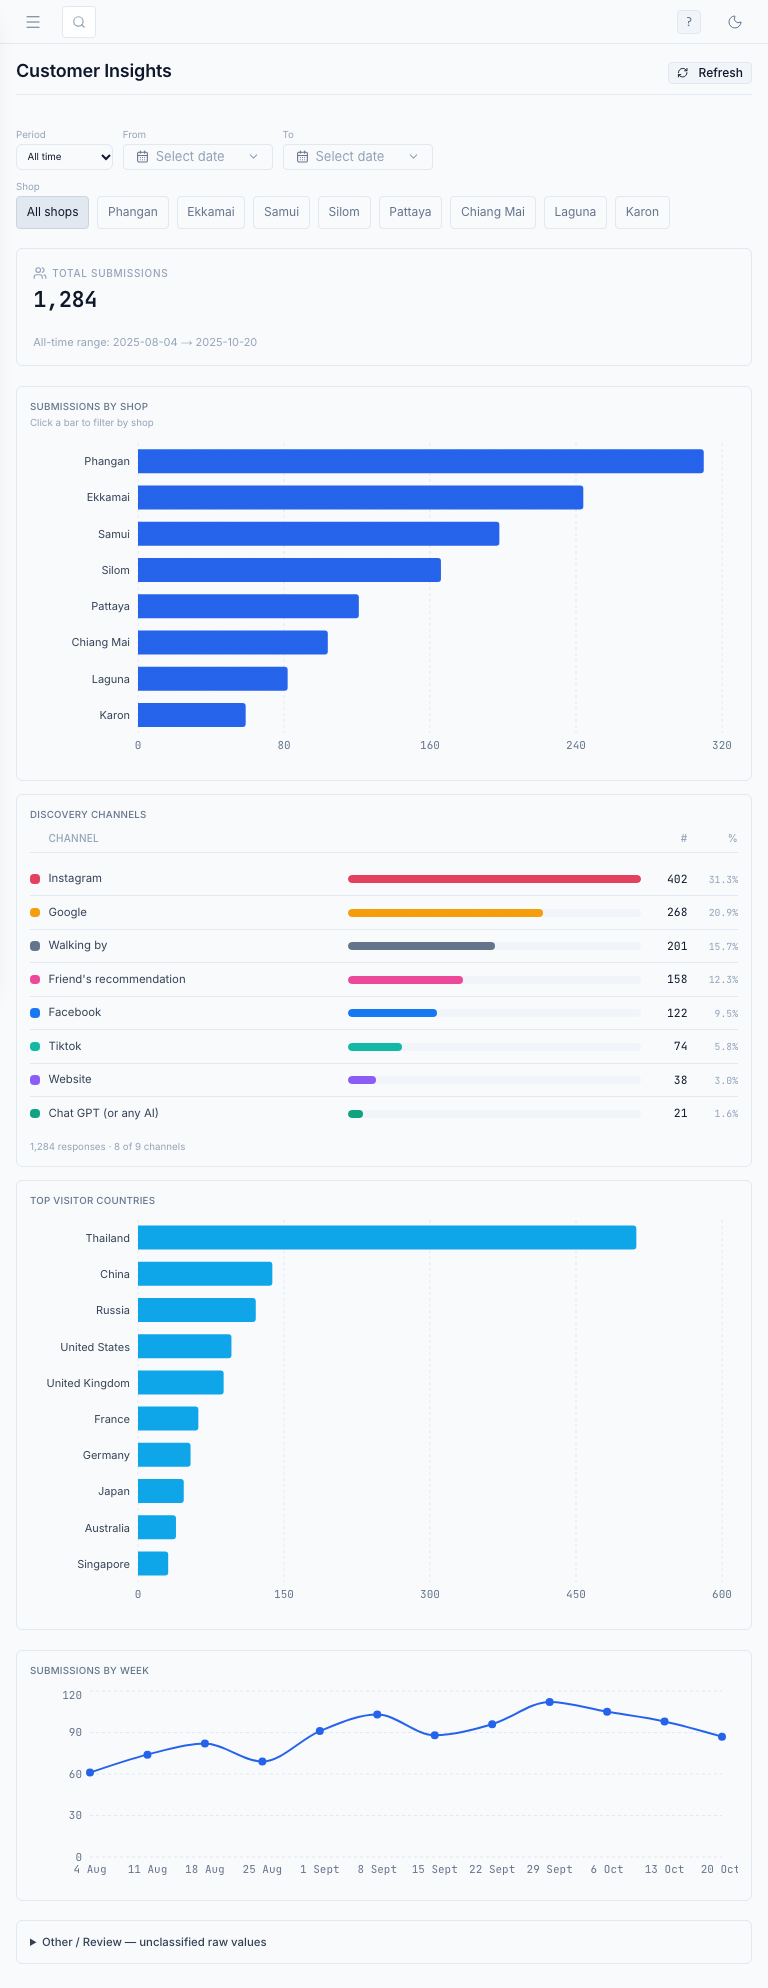 ?
Customer Insights
Refresh
Period
From
To
All time
Select date
Select date
Shop
All shops
Phangan
Ekkamai
Samui
Silom
Pattaya
Chiang Mai
Laguna
Karon
TOTAL SUBMISSIONS
1,284
All-time range: 2025-08-04 → 2025-10-20
SUBMISSIONS BY SHOP
Click a bar to filter by shop
Phangan
Ekkamai
Samui
Silom
Pattaya
Chiang Mai
Laguna
Karon
0 80 160 240 320
DISCOVERY CHANNELS
CHANNEL # %
Instagram 402 31.3%
Google 268 20.9%
Walking by 201 15.7%
Friend's recommendation 158 12.3%
Facebook 122 9.5%
Tiktok 74 5.8%
Website 38 3.0%
Chat GPT (or any AI) 21 1.6%
1,284 responses · 8 of 9 channels
TOP VISITOR COUNTRIES
Thailand
China
Russia
United States
United Kingdom
France
Germany
Japan
Australia
Singapore
0 150 300 450 600
SUBMISSIONS BY WEEK
120
90
60
30
0
4 Aug 11 Aug 18 Aug 25 Aug 1 Sept 8 Sept 15 Sept 22 Sept 29 Sept 6 Oct 13 Oct 20 Oct
Other / Review — unclassified raw values